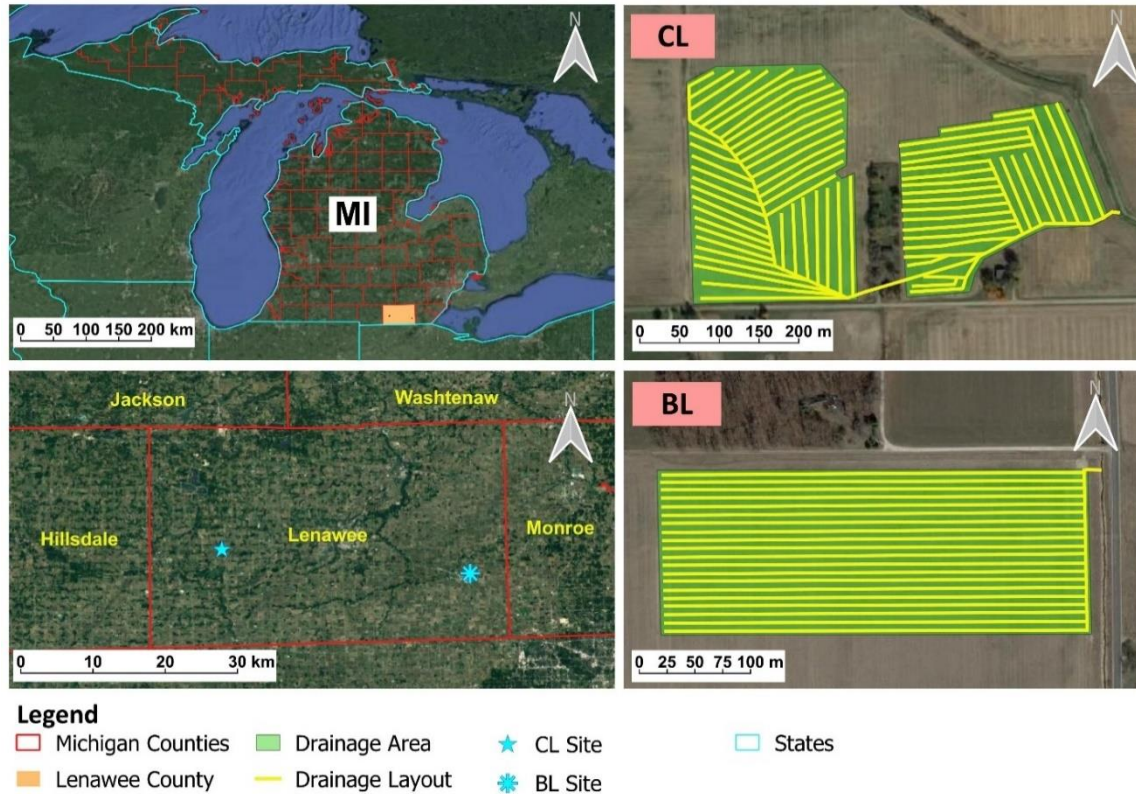 N
MI
0 50 100 150 200 km
N
CL
0 50 100 150 200 m
Jackson
Washtenaw
N
Hillsdale
Lenawee
Monroe
0 10 20 30 km
BL
N
0 25 50 75 100 m
Legend
Michigan Counties
Drainage Area
CL Site
States
Lenawee County
Drainage Layout
BL Site